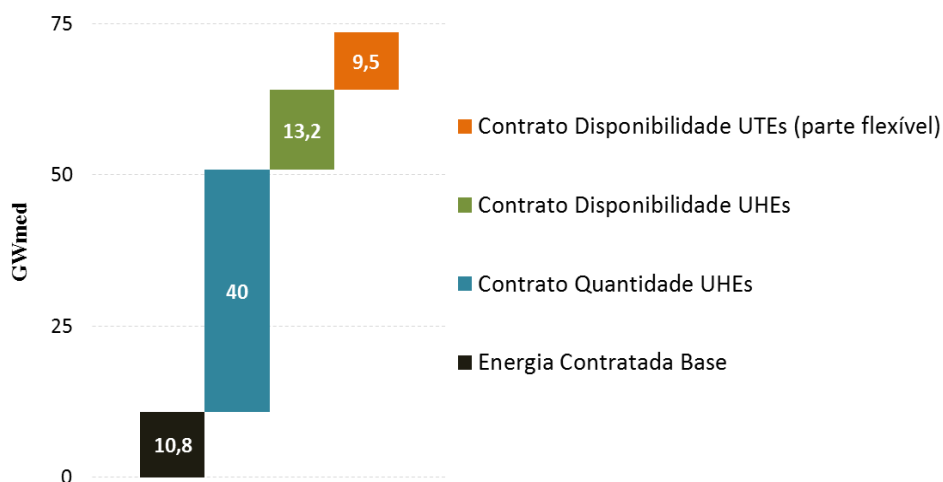 75
50
25
0
GWmed
9,5
13,2
40
10,8
Contrato Disponibilidade UTEs (parte flexível)
Contrato Disponibilidade UHEs
Contrato Quantidade UHEs
Energia Contratada Base